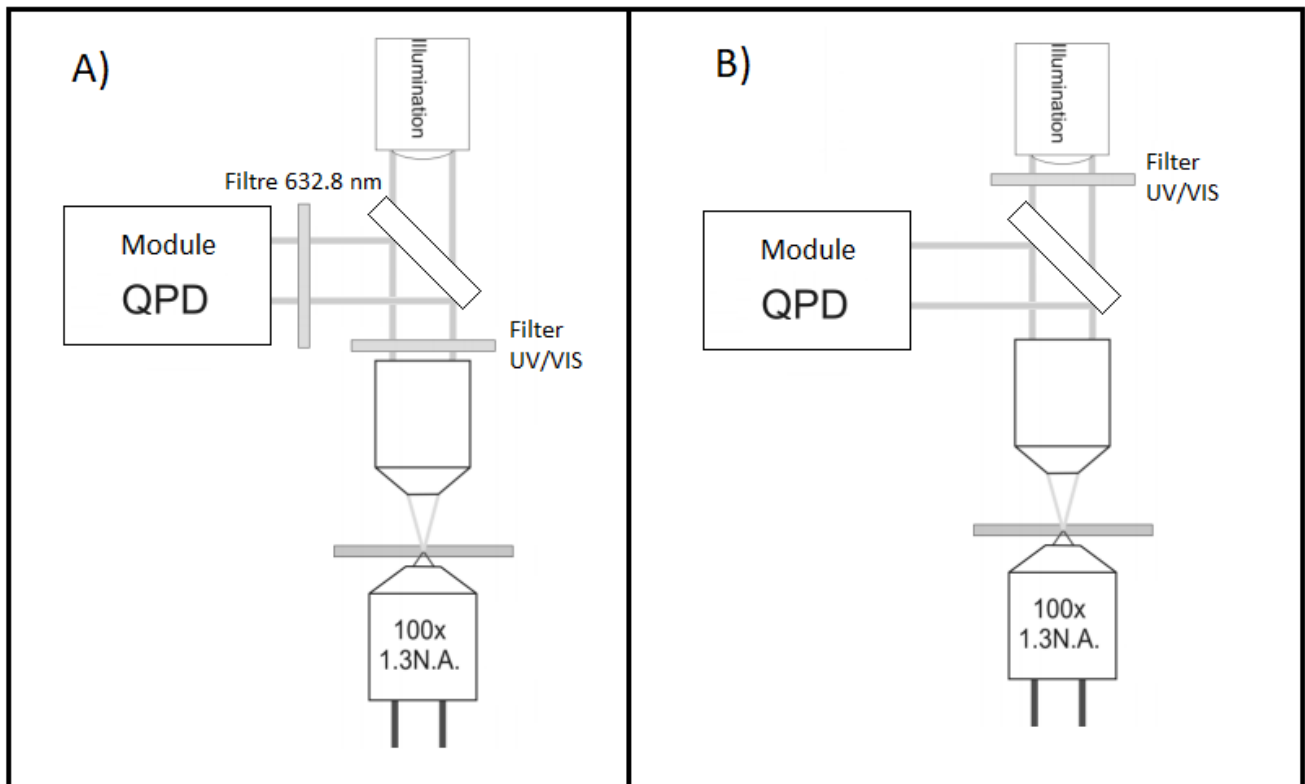 A)
Illumination
Filtre 632.8 nm
Module
QPD
Filter
UV/VIS
100x
1.3N.A.
B)
Illumination
Filter
UV/VIS
Module
QPD
100x
1.3N.A.